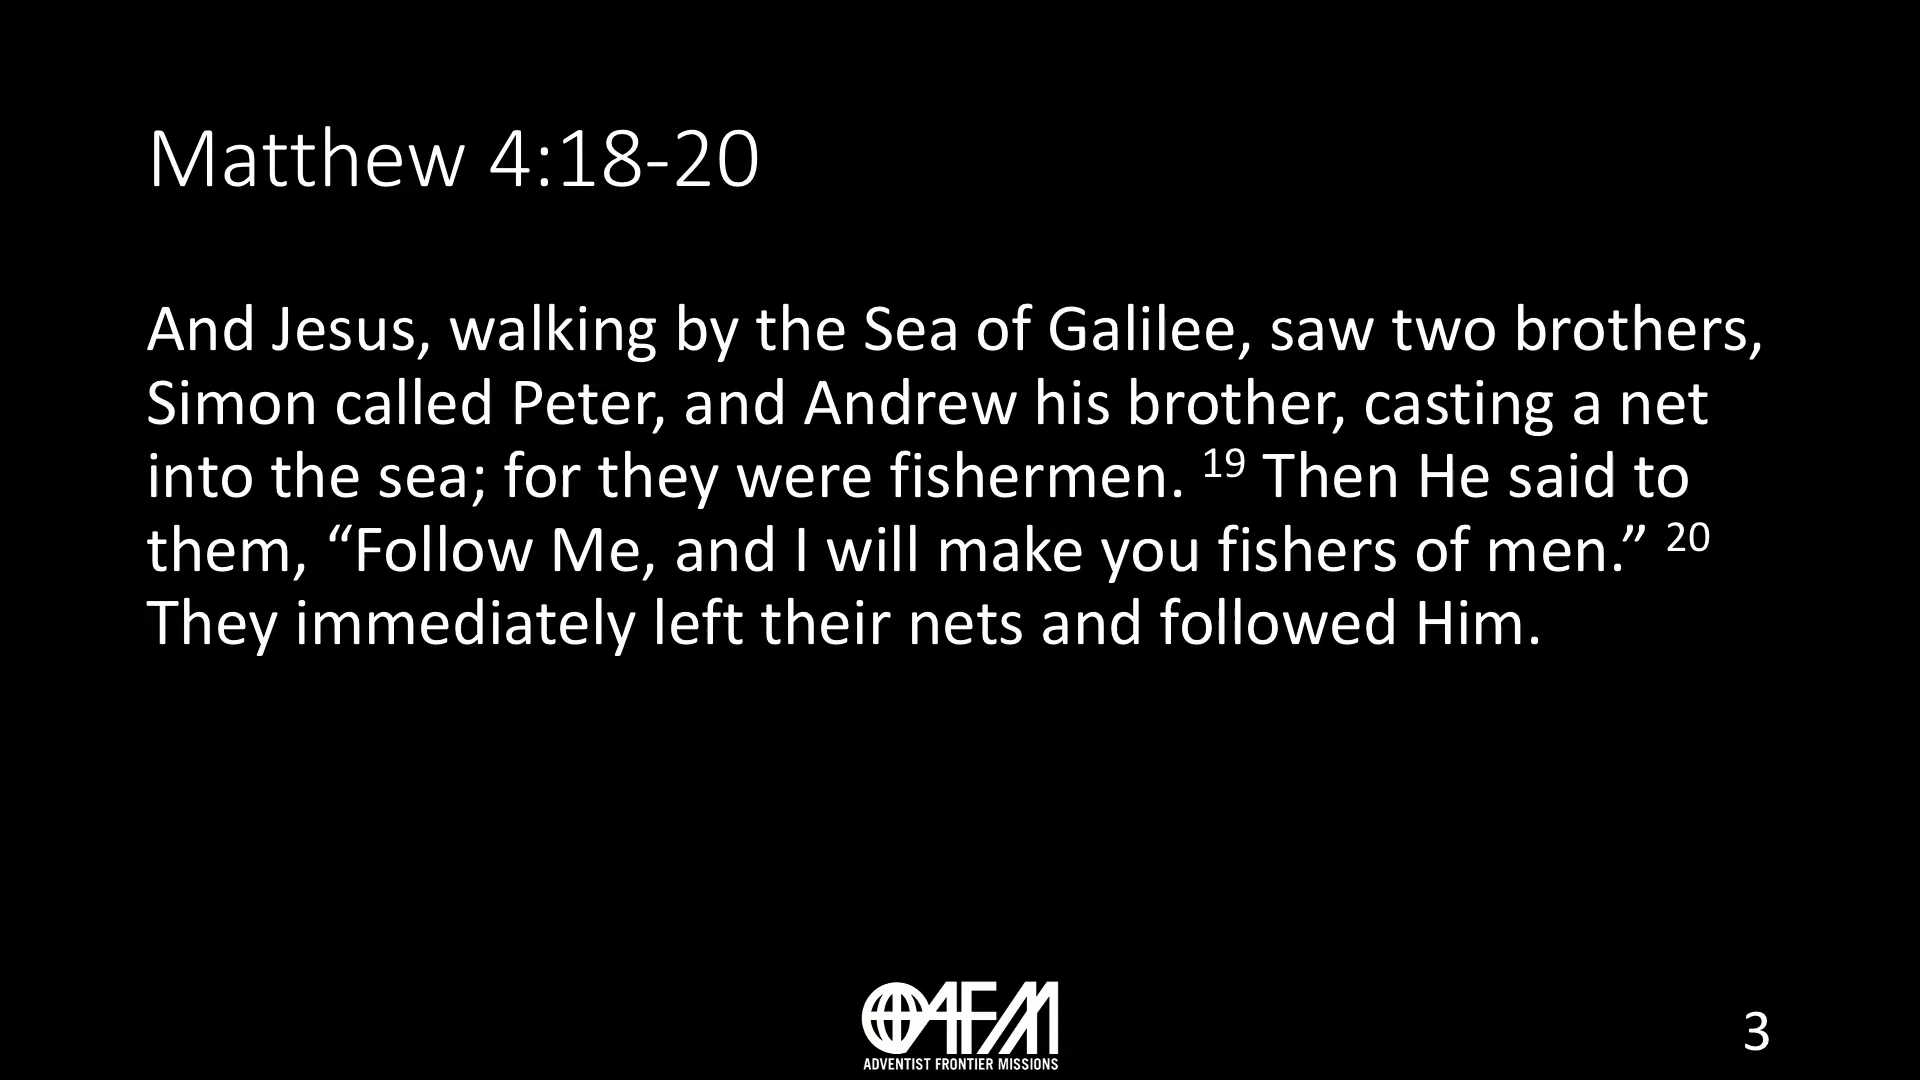 Matthew 4:18-20
And Jesus, walking by the Sea of Galilee, saw two brothers,
Simon called Peter, and Andrew his brother, casting a net
into the sea; for they were fishermen. 19 Then He said to
them, “Follow Me, and I will make you fishers of men.” 20
They immediately left their nets and followed Him.
AFM
ADVENTIST FRONTIER MISSIONS
3